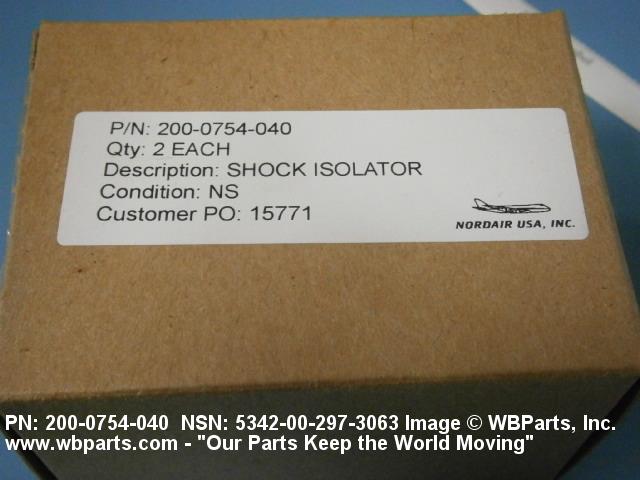 P/N: 200-0754-040
Qty: 2 EACH
Description: SHOCK ISOLATOR
Condition: NS
Customer PO: 15771
NORDAIR USA, INC.
PN: 200-0754-040 NSN: 5342-00-297-3063 Image © WBParts, Inc.
www.wbparts.com - "Our Parts Keep the World Moving"